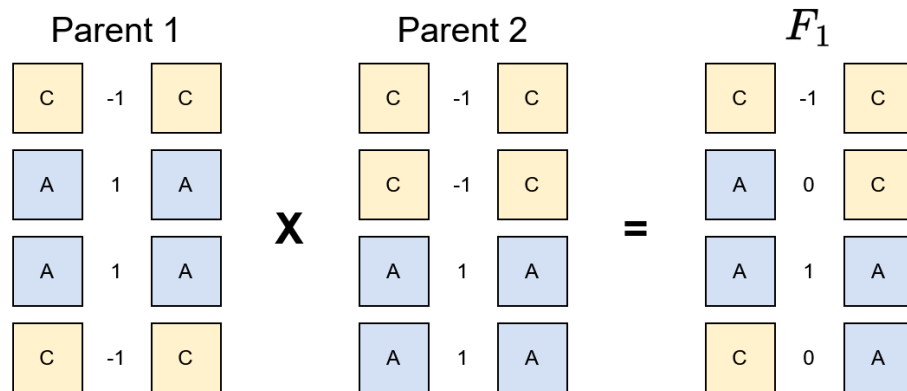 Parent 1 Parent 2 F₁
C -1 C C -1 C C -1 C
A 1 A C -1 C A 0 C
X =
A 1 A A 1 A A 1 A
C -1 C A 1 A C 0 A